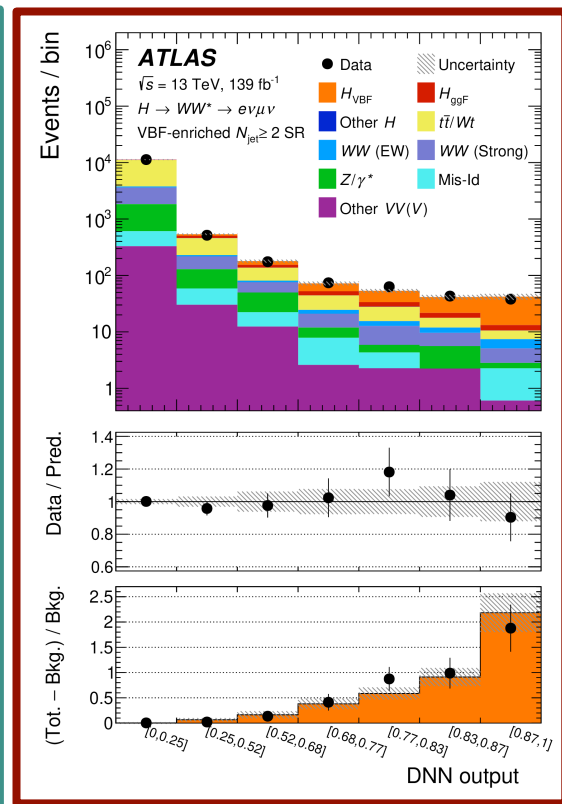 Events / bin
10⁶
10⁵
10⁴
10³
10²
10
1
ATLAS
√s = 13 TeV, 139 fb⁻¹
H → WW* → eνμν
VBF-enriched N_jet ≥ 2 SR
Data
Uncertainty
H_VBF
H_ggF
Other H
tt̄/Wt
WW (EW)
WW (Strong)
Z/γ*
Mis-Id
Other VV(V)
Data / Pred.
1.4
1.2
1.0
0.8
0.6
(Tot. – Bkg.) / Bkg.
2.5
2
1.5
1
0.5
0
[0,0.25]
[0.25,0.52]
[0.52,0.68]
[0.68,0.77]
[0.77,0.83]
[0.83,0.87]
[0.87,1]
DNN output